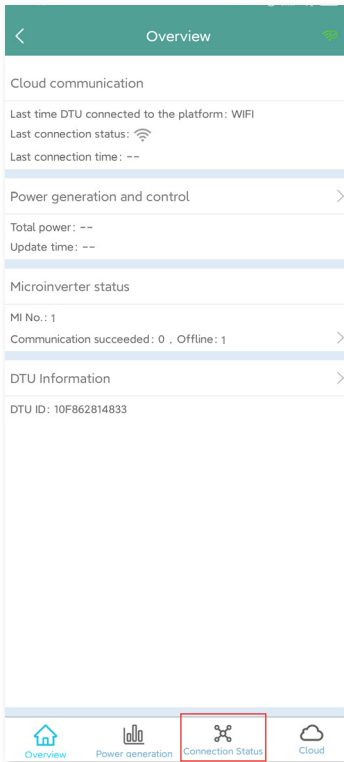 Overview
Cloud communication
Last time DTU connected to the platform: WIFI
Last connection status:
Last connection time: --
Power generation and control
Total power: --
Update time: --
Microinverter status
MI No.: 1
Communication succeeded: 0 , Offline: 1
DTU Information
DTU ID: 10F862814833
Overview Power generation Connection Status Cloud